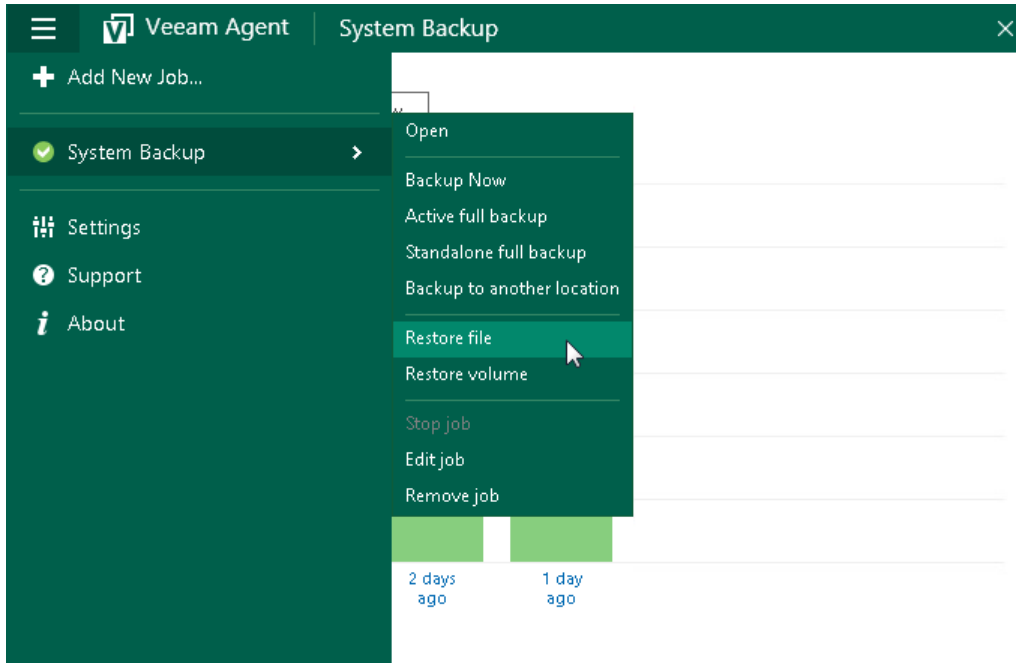 Veeam Agent
System Backup
Add New Job...
System Backup
Settings
Support
About
Open
Backup Now
Active full backup
Standalone full backup
Backup to another location
Restore file
Restore volume
Stop job
Edit job
Remove job
2 days
ago
1 day
ago